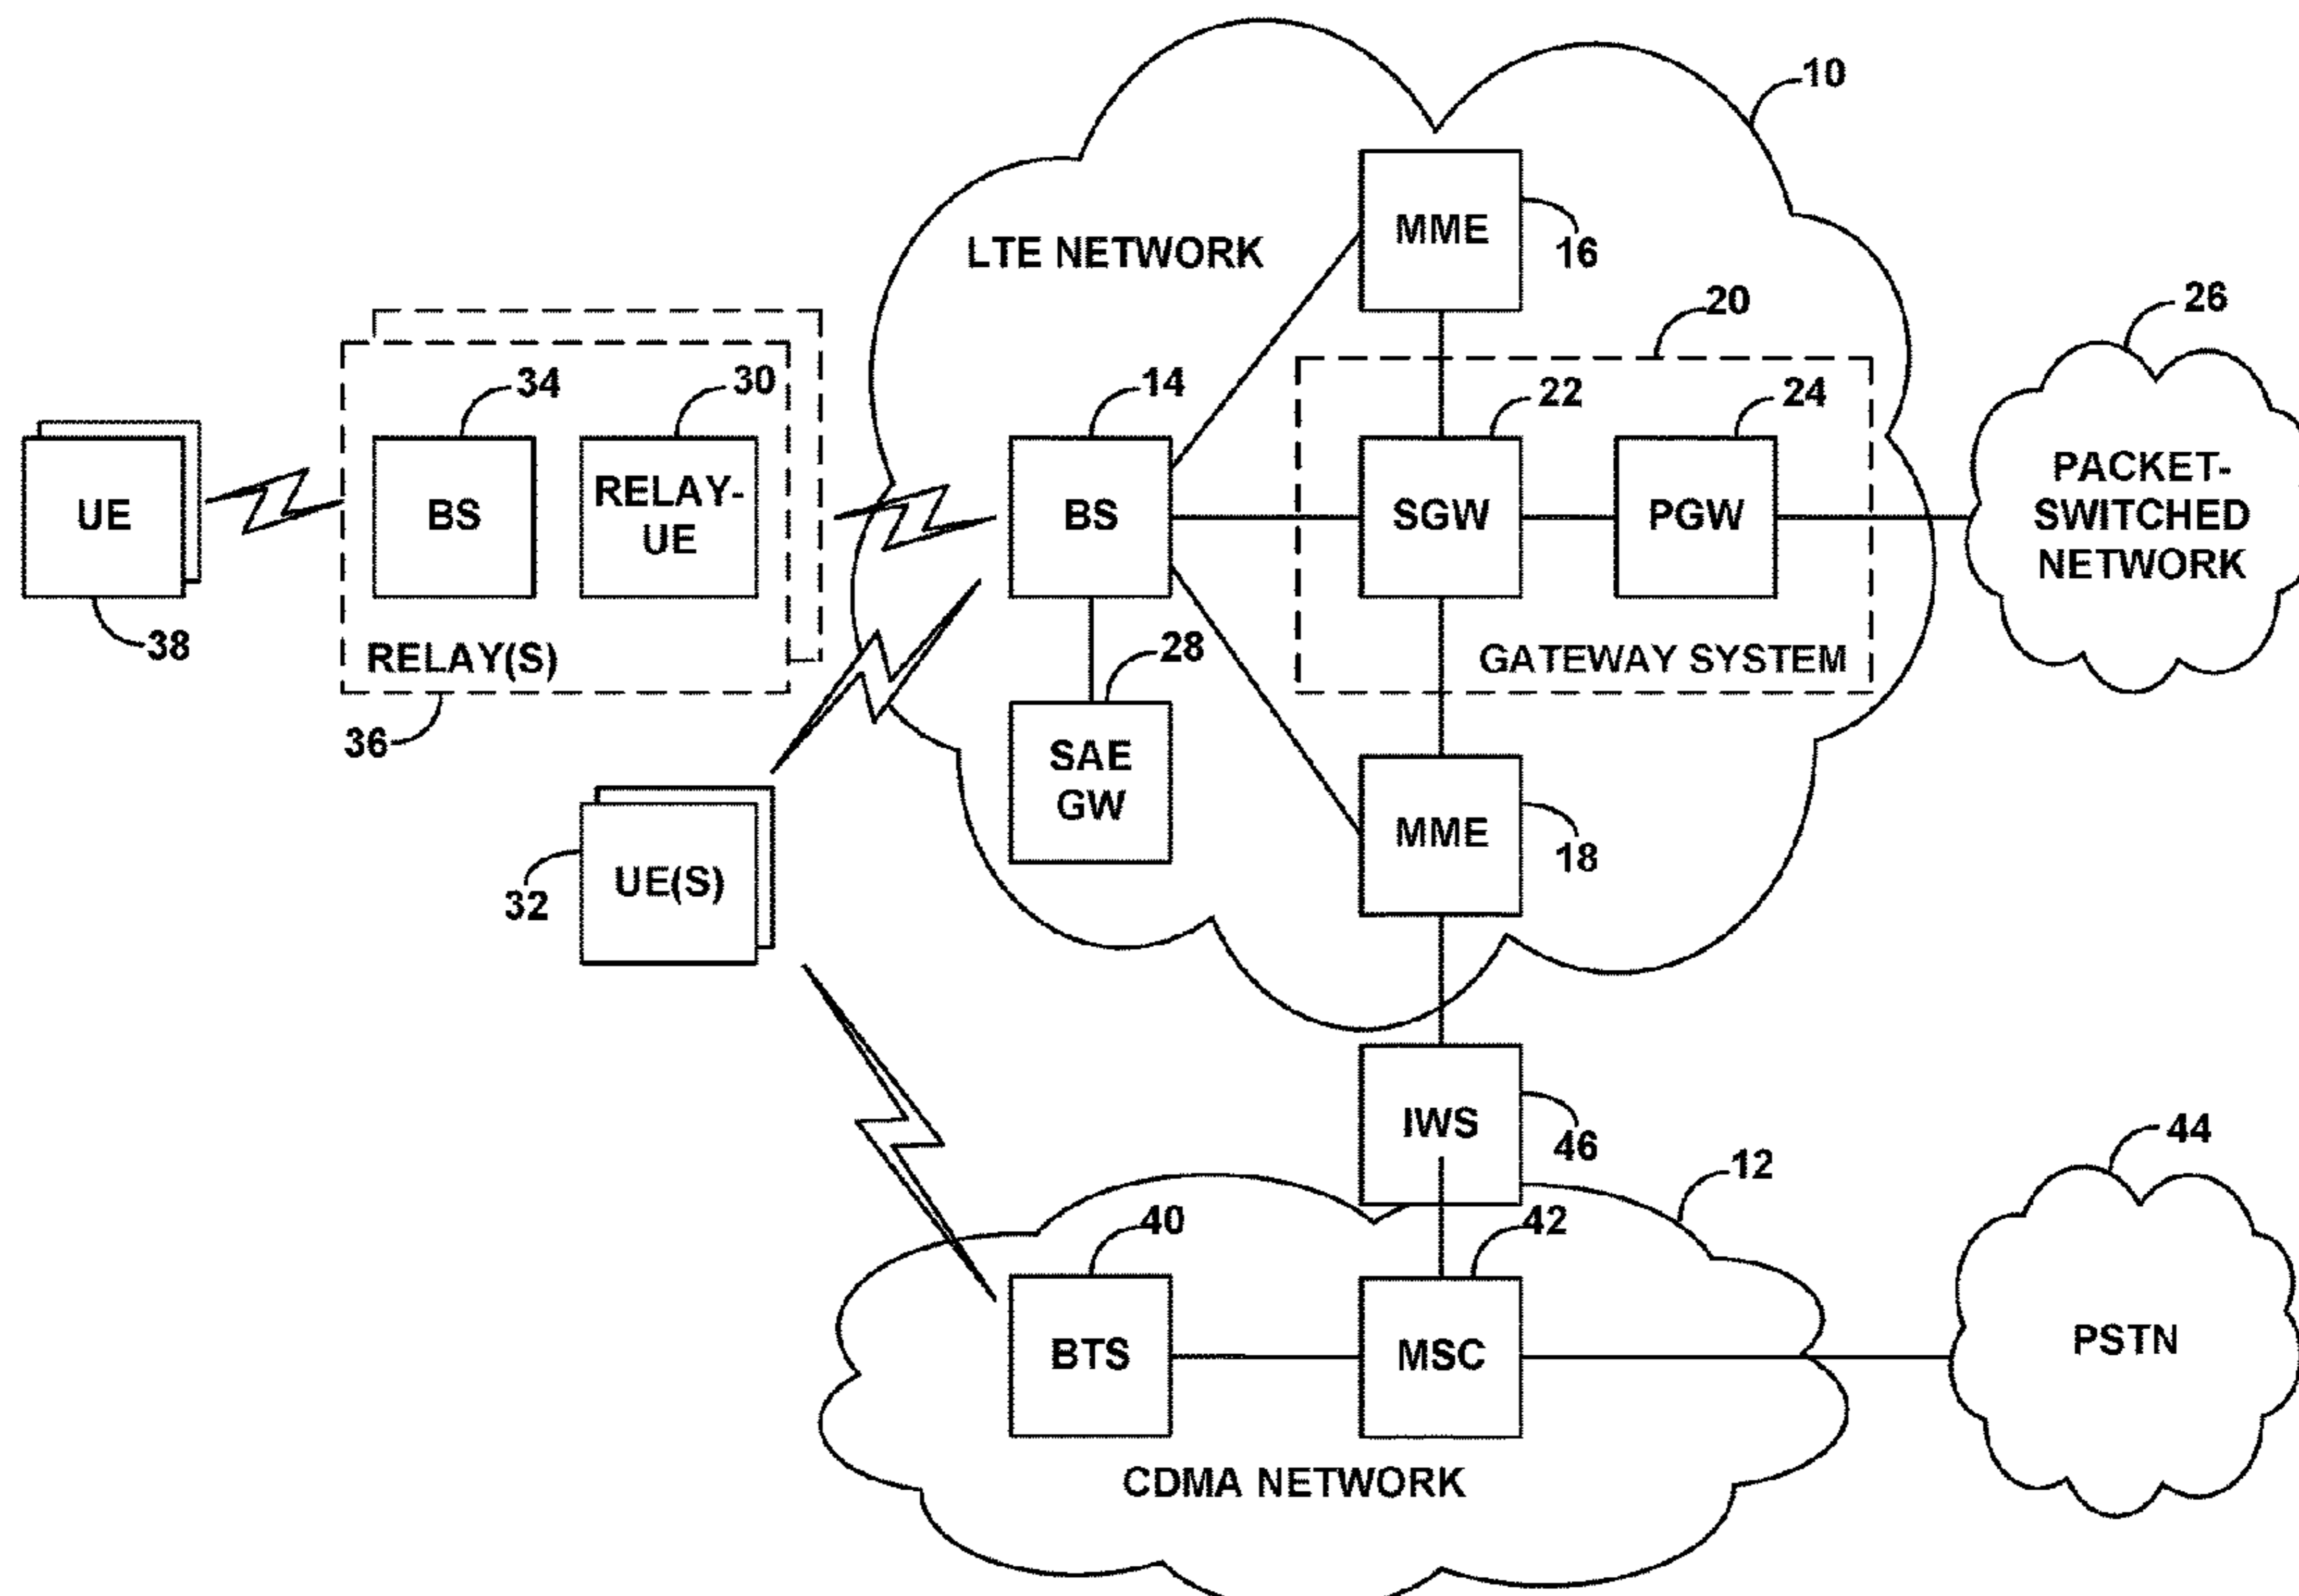 10
MME
16
LTE NETWORK
20
26
34
30
14
22
24
UE
BS
RELAY-
UE
BS
SGW
PGW
PACKET-
SWITCHED
NETWORK
38
RELAY(S)
28
GATEWAY SYSTEM
36
SAE
GW
MME
18
32
UE(S)
IWS
46
12
44
40
42
BTS
MSC
PSTN
CDMA NETWORK